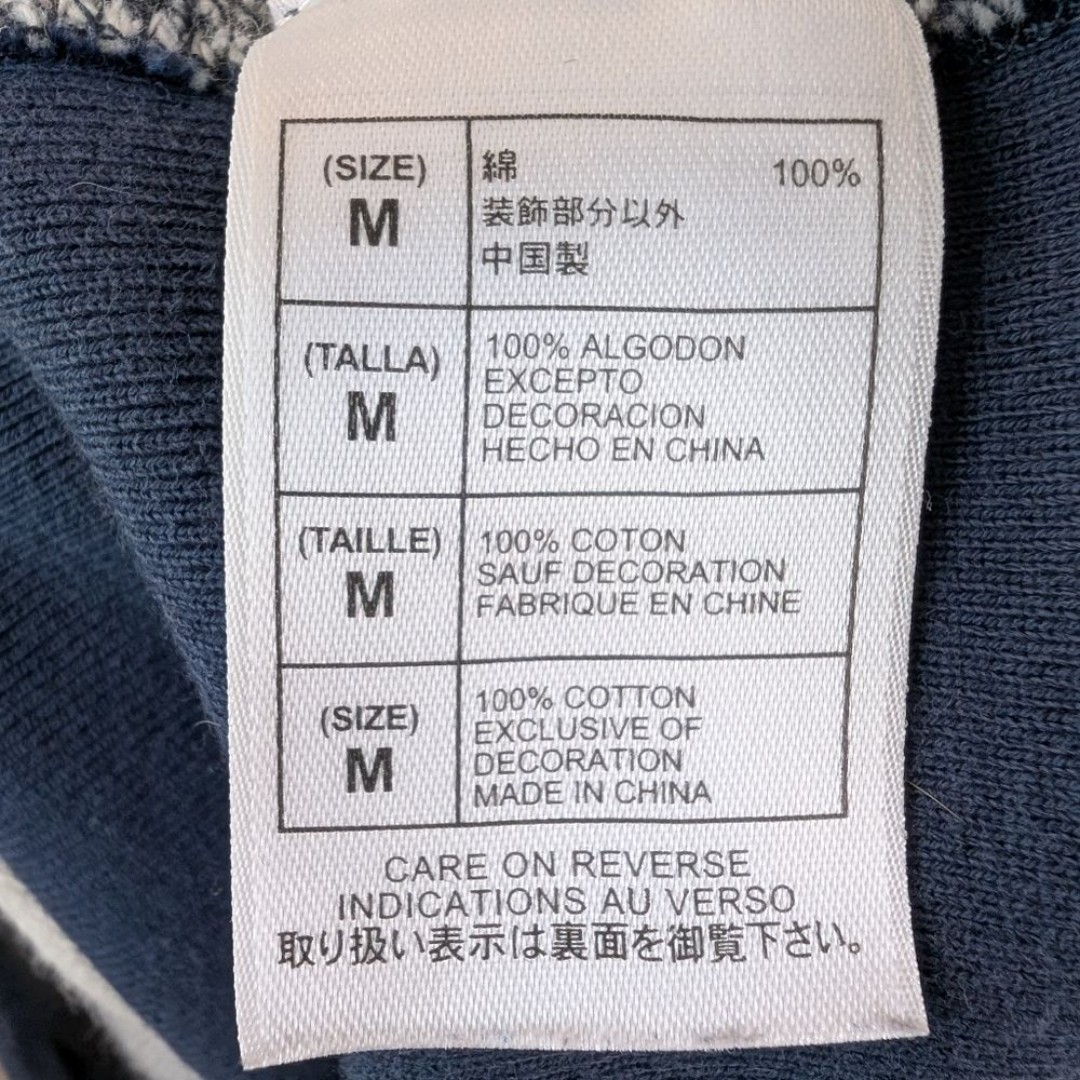 (SIZE)
M
綿 100%
装飾部分以外
中国製
(TALLA)
M
100% ALGODON
EXCEPTO
DECORACION
HECHO EN CHINA
(TAILLE)
M
100% COTON
SAUF DECORATION
FABRIQUE EN CHINE
(SIZE)
M
100% COTTON
EXCLUSIVE OF
DECORATION
MADE IN CHINA
CARE ON REVERSE
INDICATIONS AU VERSO
取り扱い表示は裏面を御覧下さい。